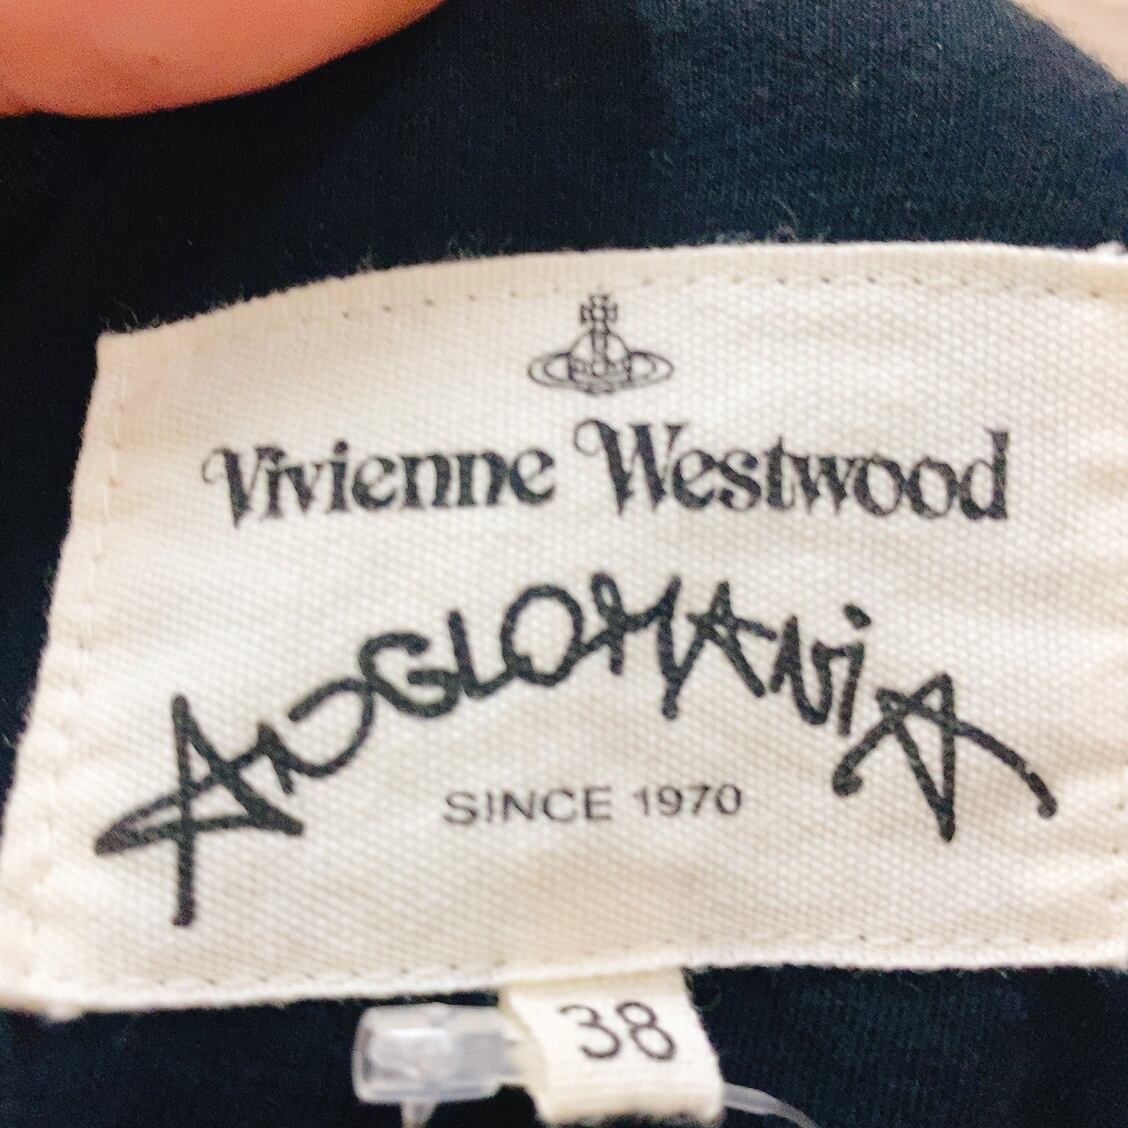 Vivienne Westwood
ANGLOMANiA
SINCE 1970
38